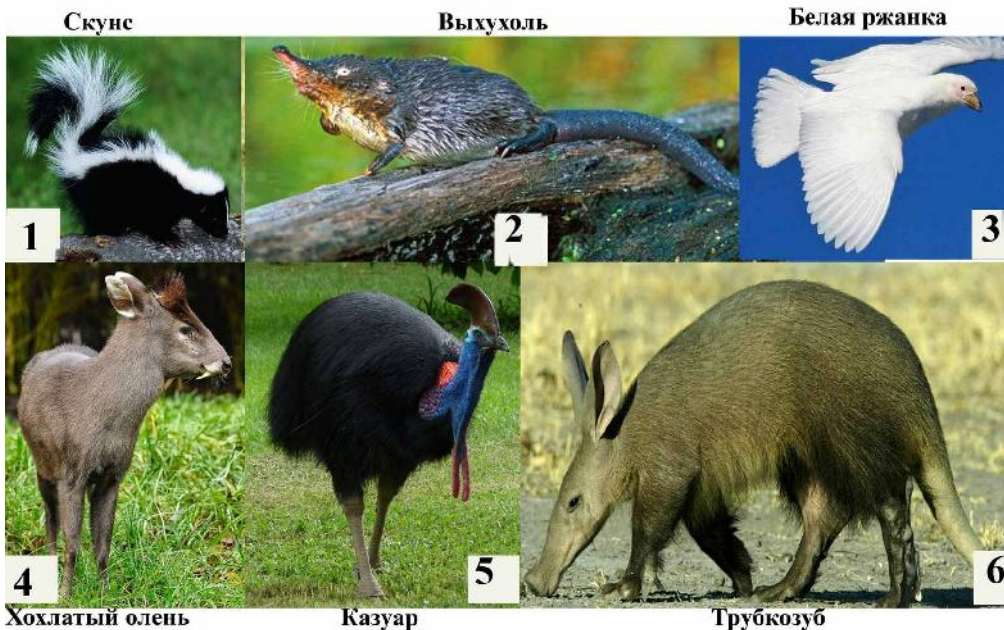 Скунс
Выхухоль
Белая ржанка
1
2
3
4
5
6
Хохлатый олень
Казуар
Трубкозуб